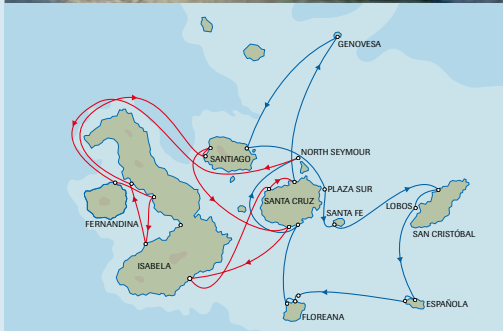 GENOVESA
NORTH SEYMOUR
SANTIAGO
PLAZA SUR
SANTA CRUZ
SANTA FE
LOBOS
FERNANDINA
SAN CRISTÓBAL
ISABELA
ESPAÑOLA
FLOREANA